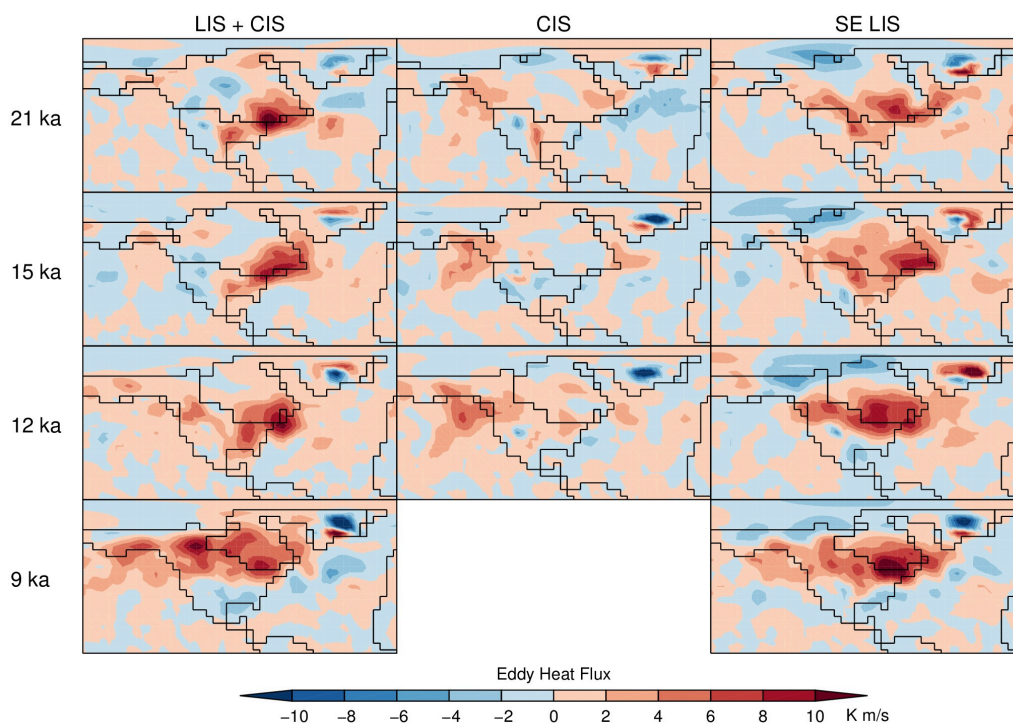 LIS + CIS CIS SE LIS
21 ka
15 ka
12 ka
9 ka
Eddy Heat Flux
−10 −8 −6 −4 −2 0 2 4 6 8 10 K m/s